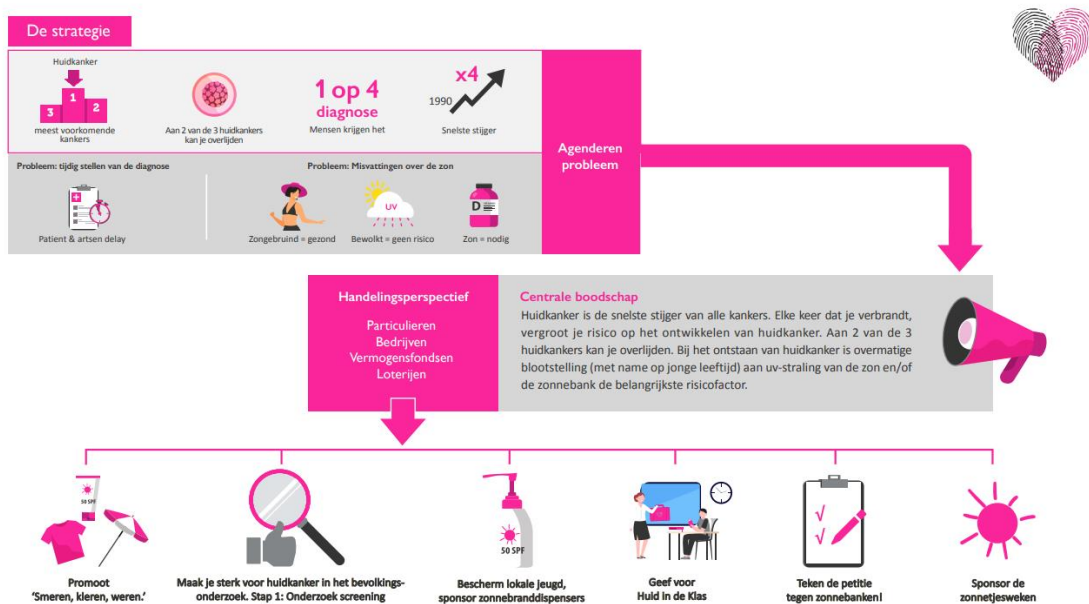 De strategie
Huidkanker
1
3
2
meest voorkomende
kankers
Aan 2 van de 3 huidkankers
kan je overlijden
1 op 4
diagnose
Mensen krijgen het
x4
1990
Snelste stijger
Agenderen
probleem
Probleem: tijdig stellen van de diagnose
Patient & artsen delay
Probleem: Misvattingen over de zon
Zongebruind = gezond
UV
Bewolkt = geen risico
D
Zon = nodig
Handelingsperspectief
Particulieren
Bedrijven
Vermogensfondsen
Loterijen
Centrale boodschap
Huidkanker is de snelste stijger van alle kankers. Elke keer dat je verbrandt,
vergroot je risico op het ontwikkelen van huidkanker. Aan 2 van de 3
huidkankers kan je overlijden. Bij het ontstaan van huidkanker is overmatige
blootstelling (met name op jonge leeftijd) aan uv-straling van de zon en/of
de zonnebank de belangrijkste risicofactor.
50 SPF
Promoot
'Smeren, kleren, weren.'
Maak je sterk voor huidkanker in het bevolkings-
onderzoek. Stap 1: Onderzoek screening
50 SPF
Bescherm lokale jeugd,
sponsor zonnebranddispensers
Geef voor
Huid in de Klas
Teken de petitie
tegen zonnebanken!
Sponsor de
zonnetjesweken